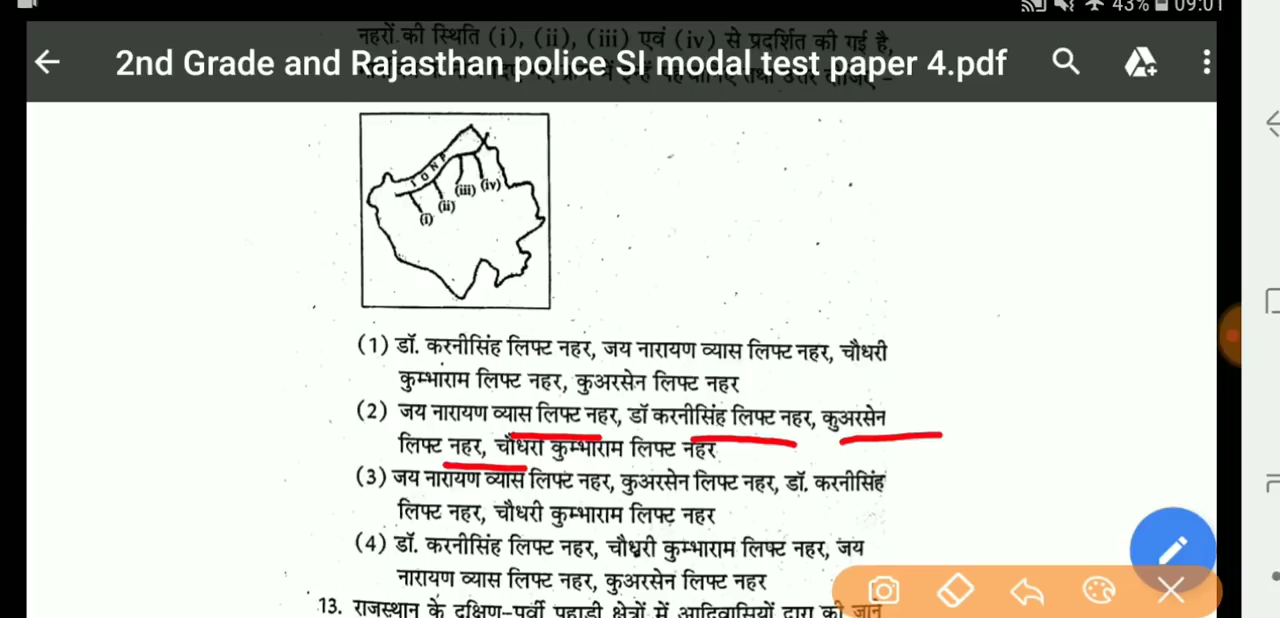 43% 09:01
नहरों की स्थिति (i), (ii), (iii) एवं (iv) से प्रदर्शित की गई है,
2nd Grade and Rajasthan police SI modal test paper 4.pdf
I G N P
(i) (ii) (iii) (iv)
(1) डॉ. करनीसिंह लिफ्ट नहर, जय नारायण व्यास लिफ्ट नहर, चौधरी
कुम्भाराम लिफ्ट नहर, कुअरसेन लिफ्ट नहर
(2) जय नारायण व्यास लिफ्ट नहर, डॉ करनीसिंह लिफ्ट नहर, कुअरसेन
लिफ्ट नहर, चौधरी कुम्भाराम लिफ्ट नहर
(3) जय नारायण व्यास लिफ्ट नहर, कुअरसेन लिफ्ट नहर, डॉ. करनीसिंह
लिफ्ट नहर, चौधरी कुम्भाराम लिफ्ट नहर
(4) डॉ. करनीसिंह लिफ्ट नहर, चौधरी कुम्भाराम लिफ्ट नहर, जय
नारायण व्यास लिफ्ट नहर, कुअरसेन लिफ्ट नहर
13. राजस्थान के दक्षिण-पूर्वी पहाड़ी क्षेत्रों में आदिवासियों द्वारा की जाने